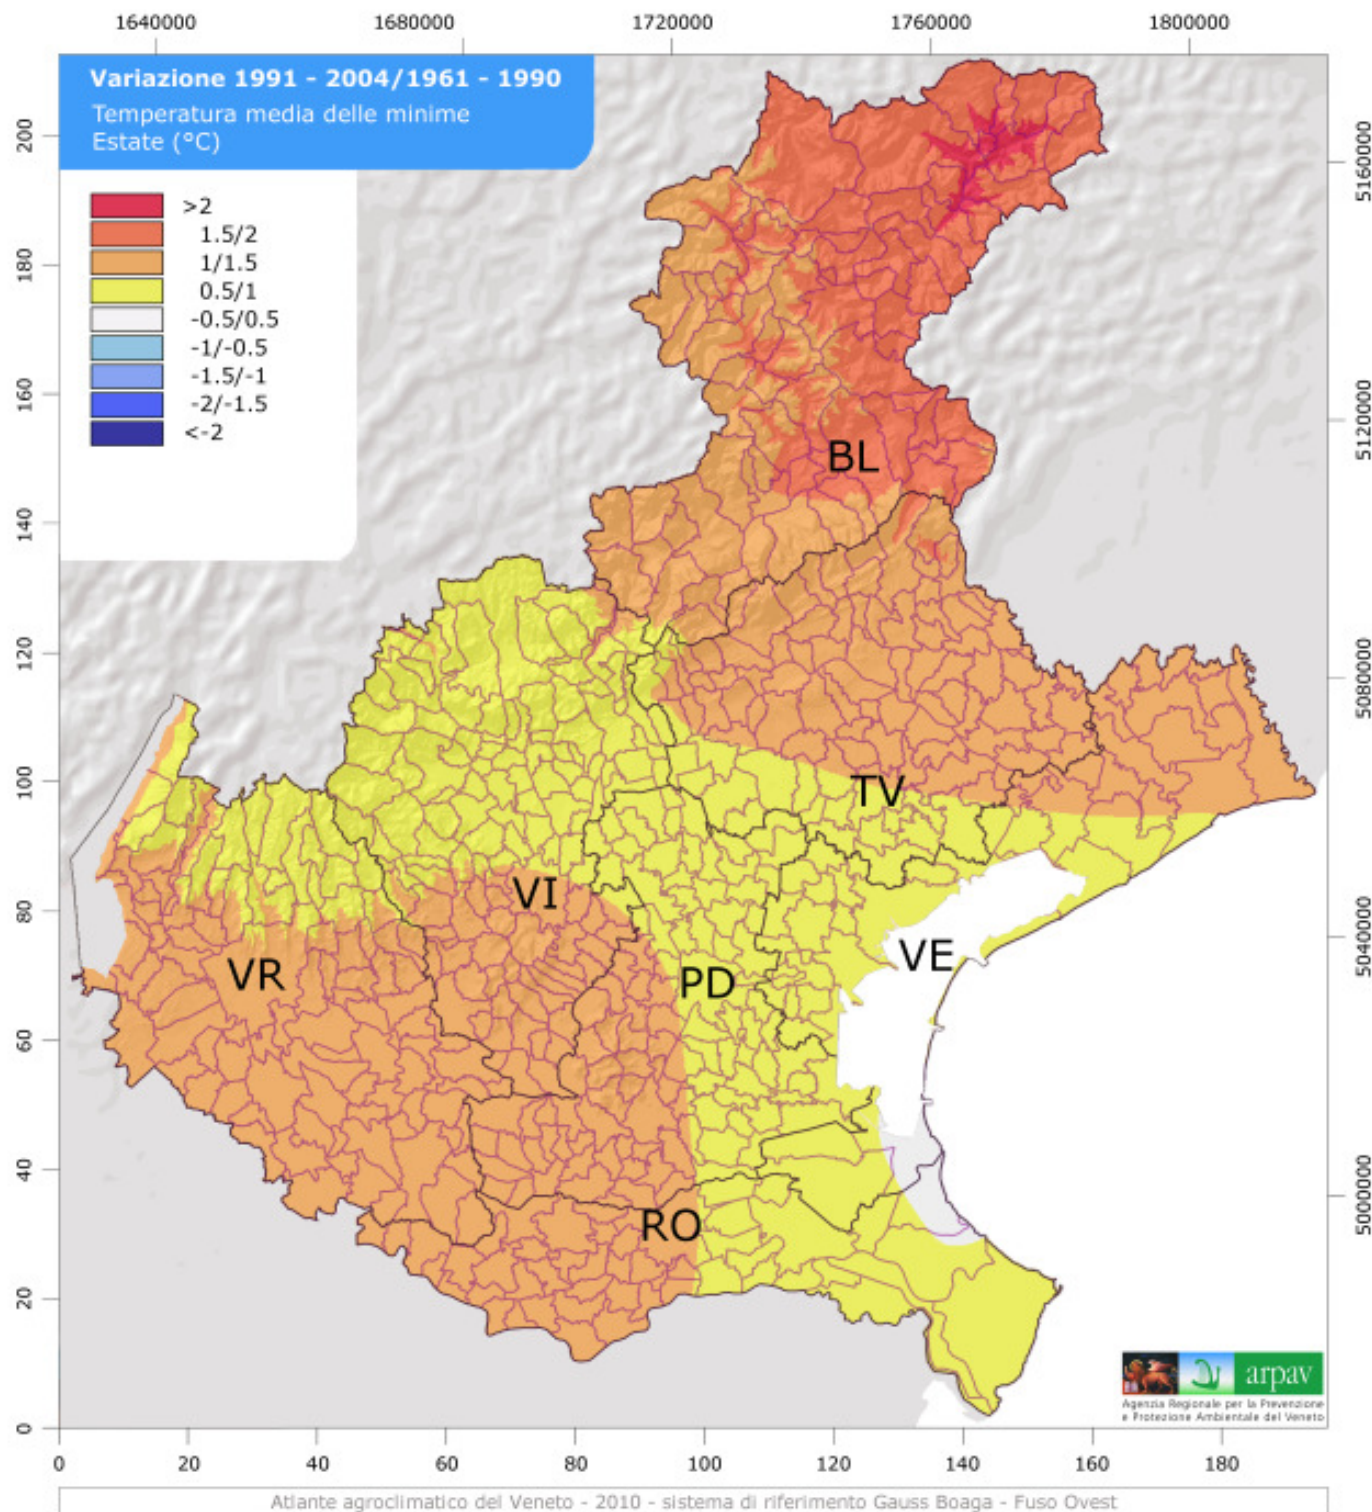 1640000 1680000 1720000 1760000 1800000
Variazione 1991 - 2004/1961 - 1990
Temperatura media delle minime
Estate (°C)
>2
1.5/2
1/1.5
0.5/1
-0.5/0.5
-1/-0.5
-1.5/-1
-2/-1.5
<-2
200
180
160
140
120
100
80
60
40
20
0
5160000
5120000
5080000
5040000
5000000
BL
TV
VI
VE
VR
PD
RO
arpav
Agenzia Regionale per la Prevenzione
e Protezione Ambientale del Veneto
0 20 40 60 80 100 120 140 160 180
Atlante agroclimatico del Veneto - 2010 - sistema di riferimento Gauss Boaga - Fuso Ovest